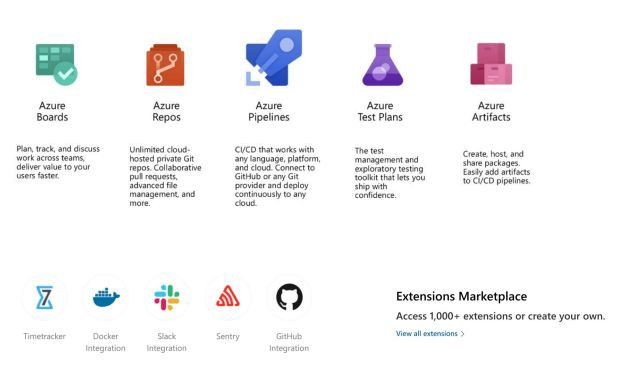 Azure
Boards
Azure
Repos
Azure
Pipelines
Azure
Test Plans
Azure
Artifacts
Plan, track, and discuss
work across teams,
deliver value to your
users faster.
Unlimited cloud-
hosted private Git
repos. Collaborative
pull requests,
advanced file
management, and
more.
CI/CD that works with
any language, platform,
and cloud. Connect to
GitHub or any Git
provider and deploy
continuously to any
cloud.
The test
management and
exploratory testing
toolkit that lets you
ship with
confidence.
Create, host, and
share packages.
Easily add artifacts
to CI/CD pipelines.
7
Timetracker
Docker
Integration
Slack
Integration
Sentry
GitHub
Integration
Extensions Marketplace
Access 1,000+ extensions or create your own.
View all extensions >